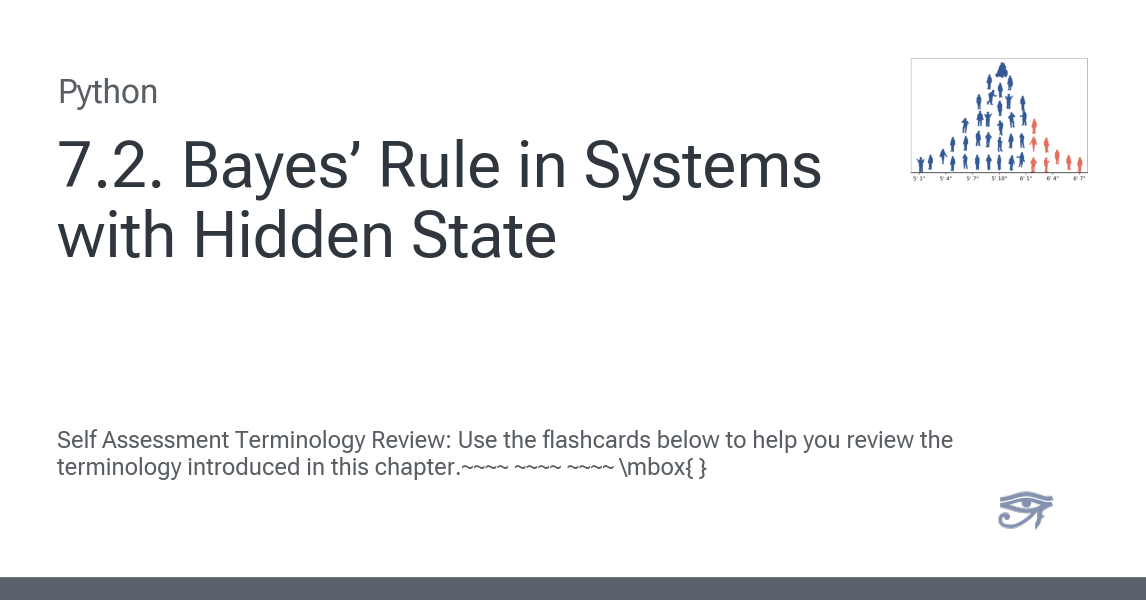 Python
7.2. Bayes’ Rule in Systems
with Hidden State
5' 1" 5' 4" 5' 7" 5' 10" 6' 1" 6' 4" 6' 7"
Self Assessment Terminology Review: Use the flashcards below to help you review the
terminology introduced in this chapter.~~~~ ~~~~ ~~~~ \mbox{ }